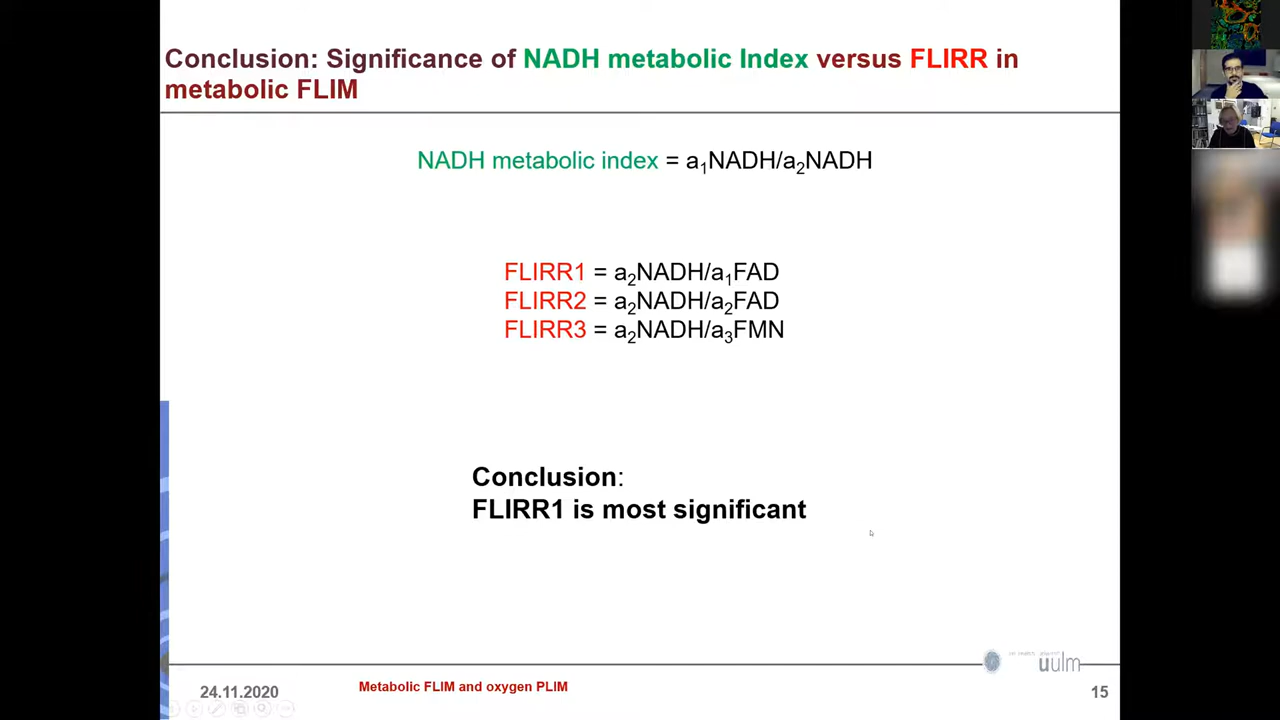 Conclusion: Significance of NADH metabolic Index versus FLIRR in
metabolic FLIM
NADH metabolic index = a₁NADH/a₂NADH
FLIRR1 = a₂NADH/a₁FAD
FLIRR2 = a₂NADH/a₂FAD
FLIRR3 = a₂NADH/a₃FMN
Conclusion:
FLIRR1 is most significant
uulm
24.11.2020
Metabolic FLIM and oxygen PLIM
15